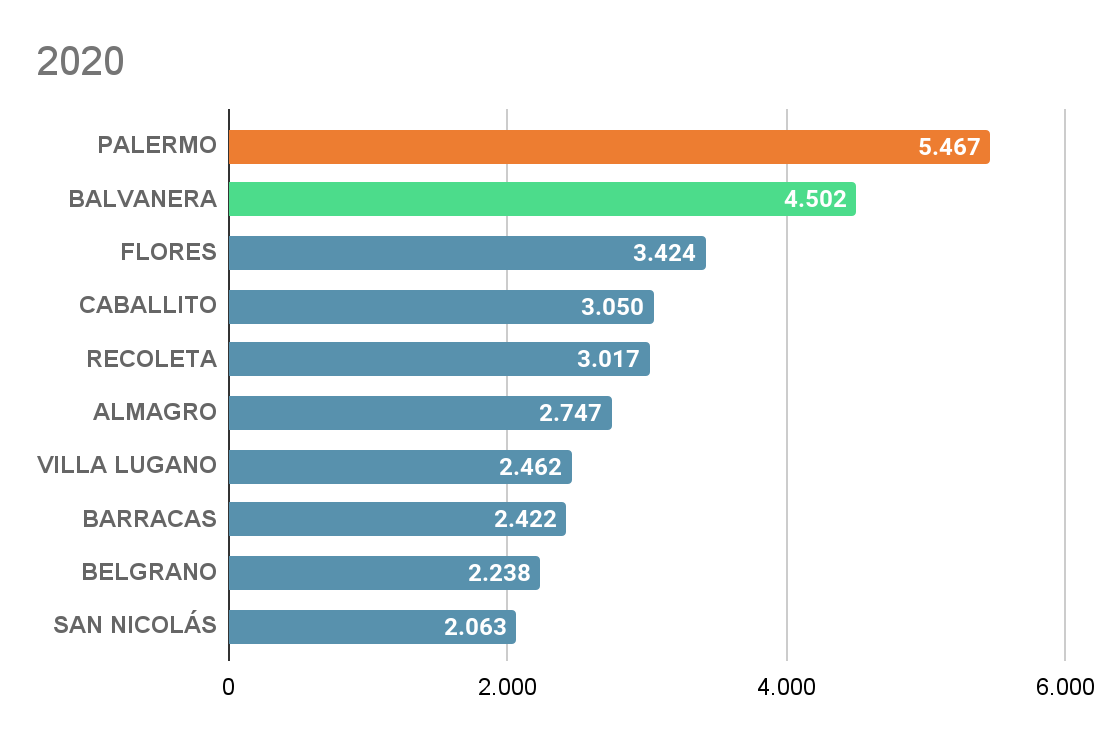 2020
PALERMO 5.467
BALVANERA 4.502
FLORES 3.424
CABALLITO 3.050
RECOLETA 3.017
ALMAGRO 2.747
VILLA LUGANO 2.462
BARRACAS 2.422
BELGRANO 2.238
SAN NICOLÁS 2.063
0 2.000 4.000 6.000